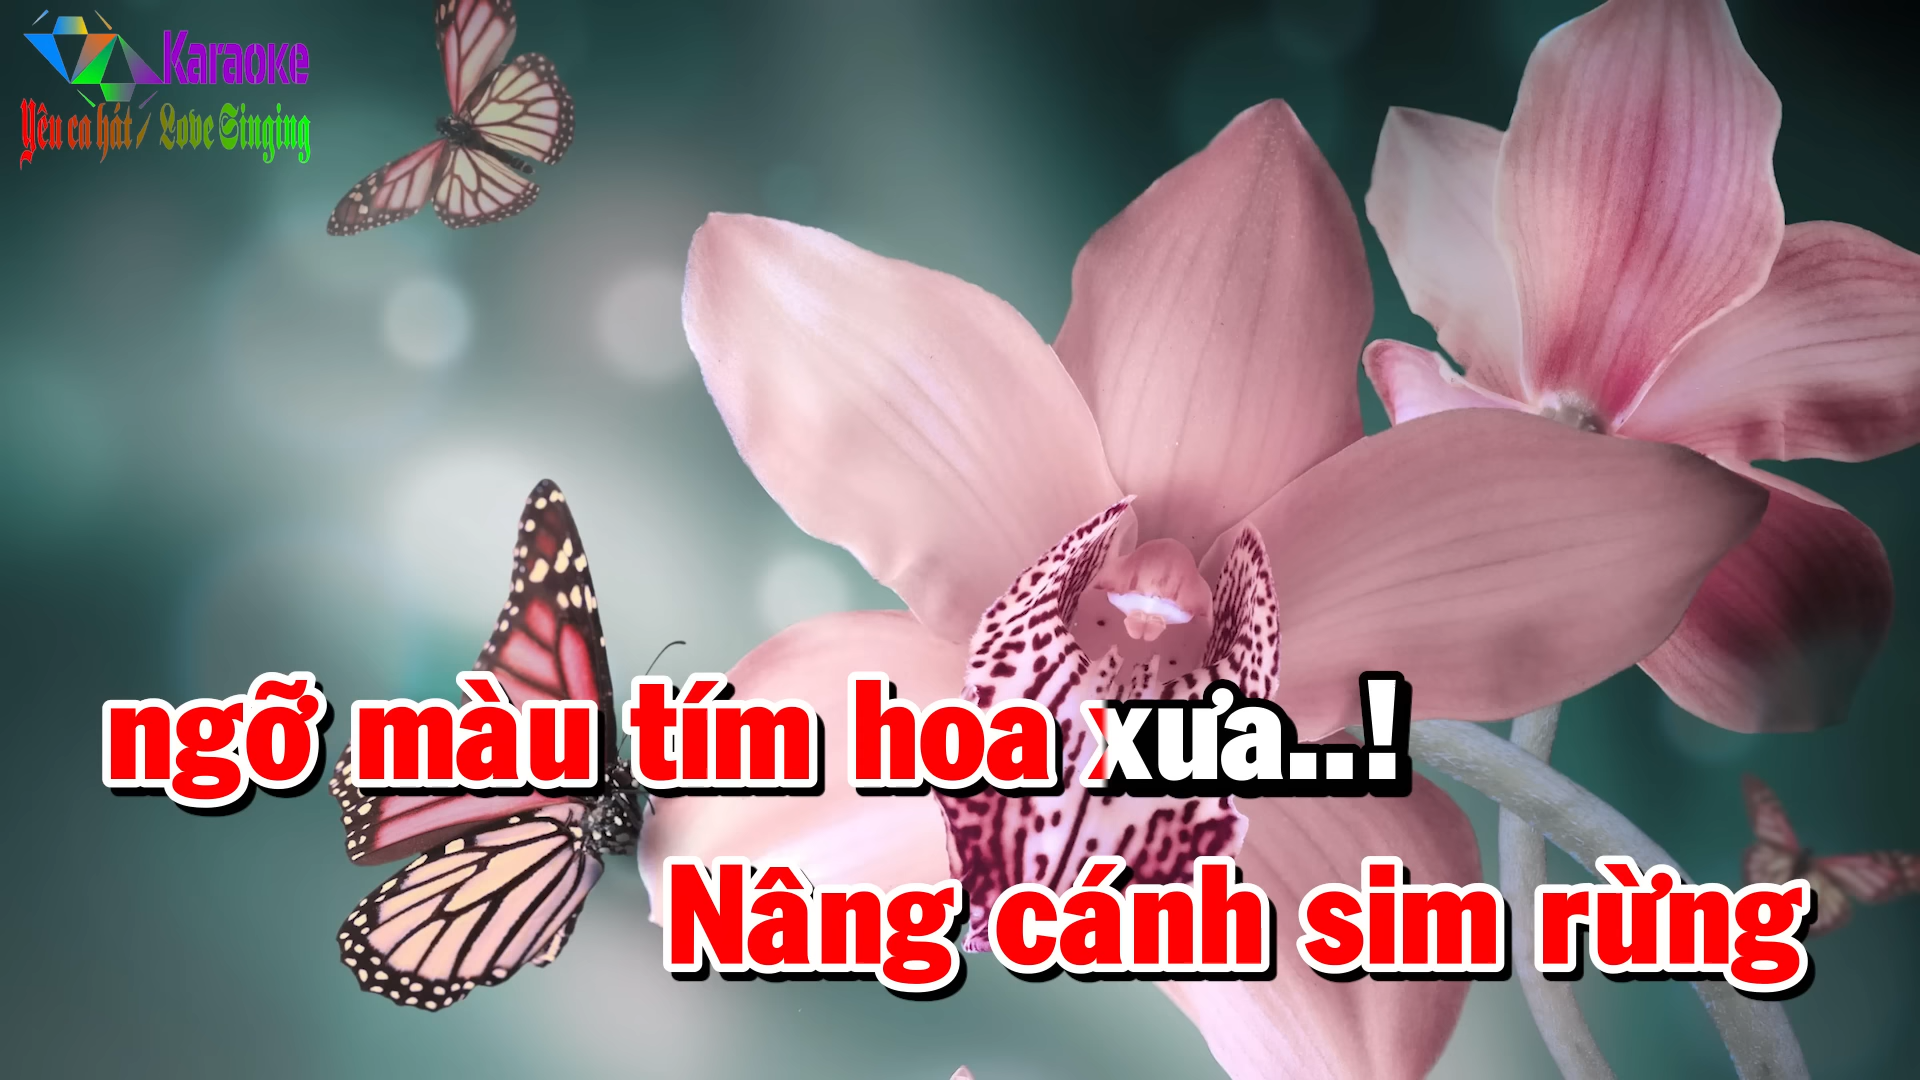 Karaoke
Yêu ca hát / Love Singing
ngỡ màu tím hoa xưa..!
Nâng cánh sim rừng